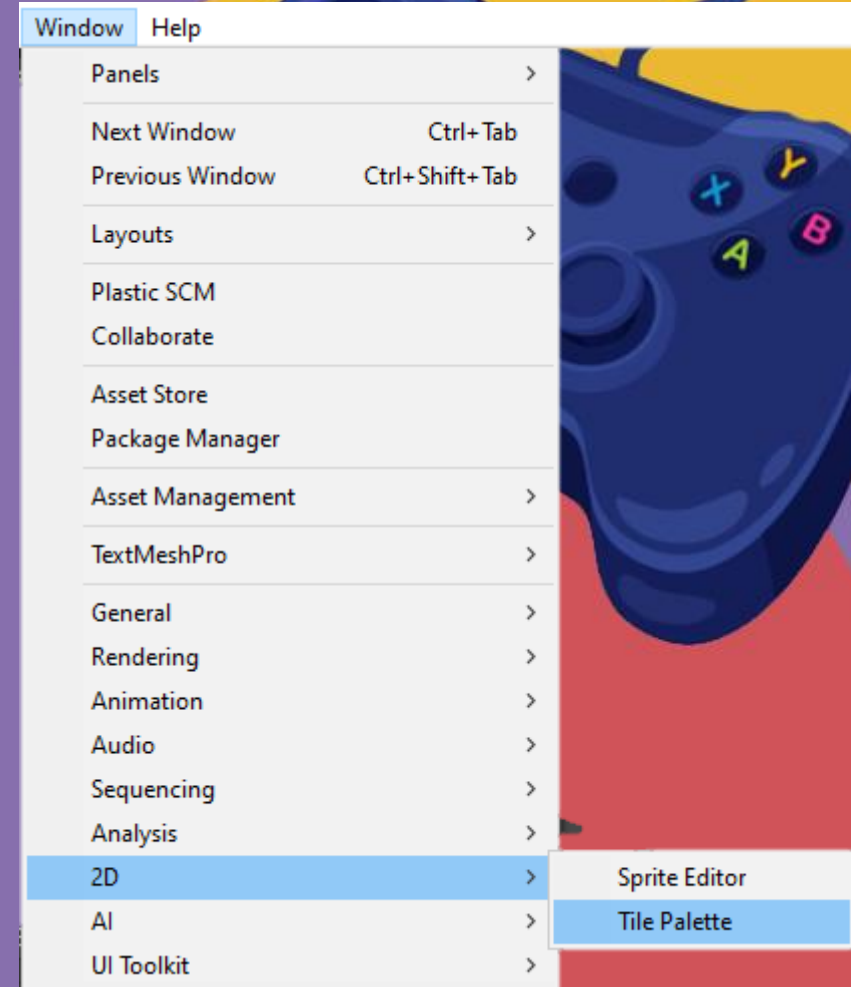 Window Help
Panels
Next Window Ctrl+Tab
Previous Window Ctrl+Shift+Tab
Layouts
Plastic SCM
Collaborate
Asset Store
Package Manager
Asset Management
TextMeshPro
General
Rendering
Animation
Audio
Sequencing
Analysis
2D
Sprite Editor
AI
Tile Palette
UI Toolkit
X
Y
A
B